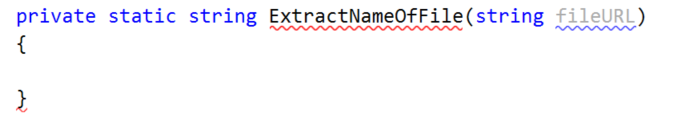 private static string ExtractNameOfFile(string fileURL)
{
}